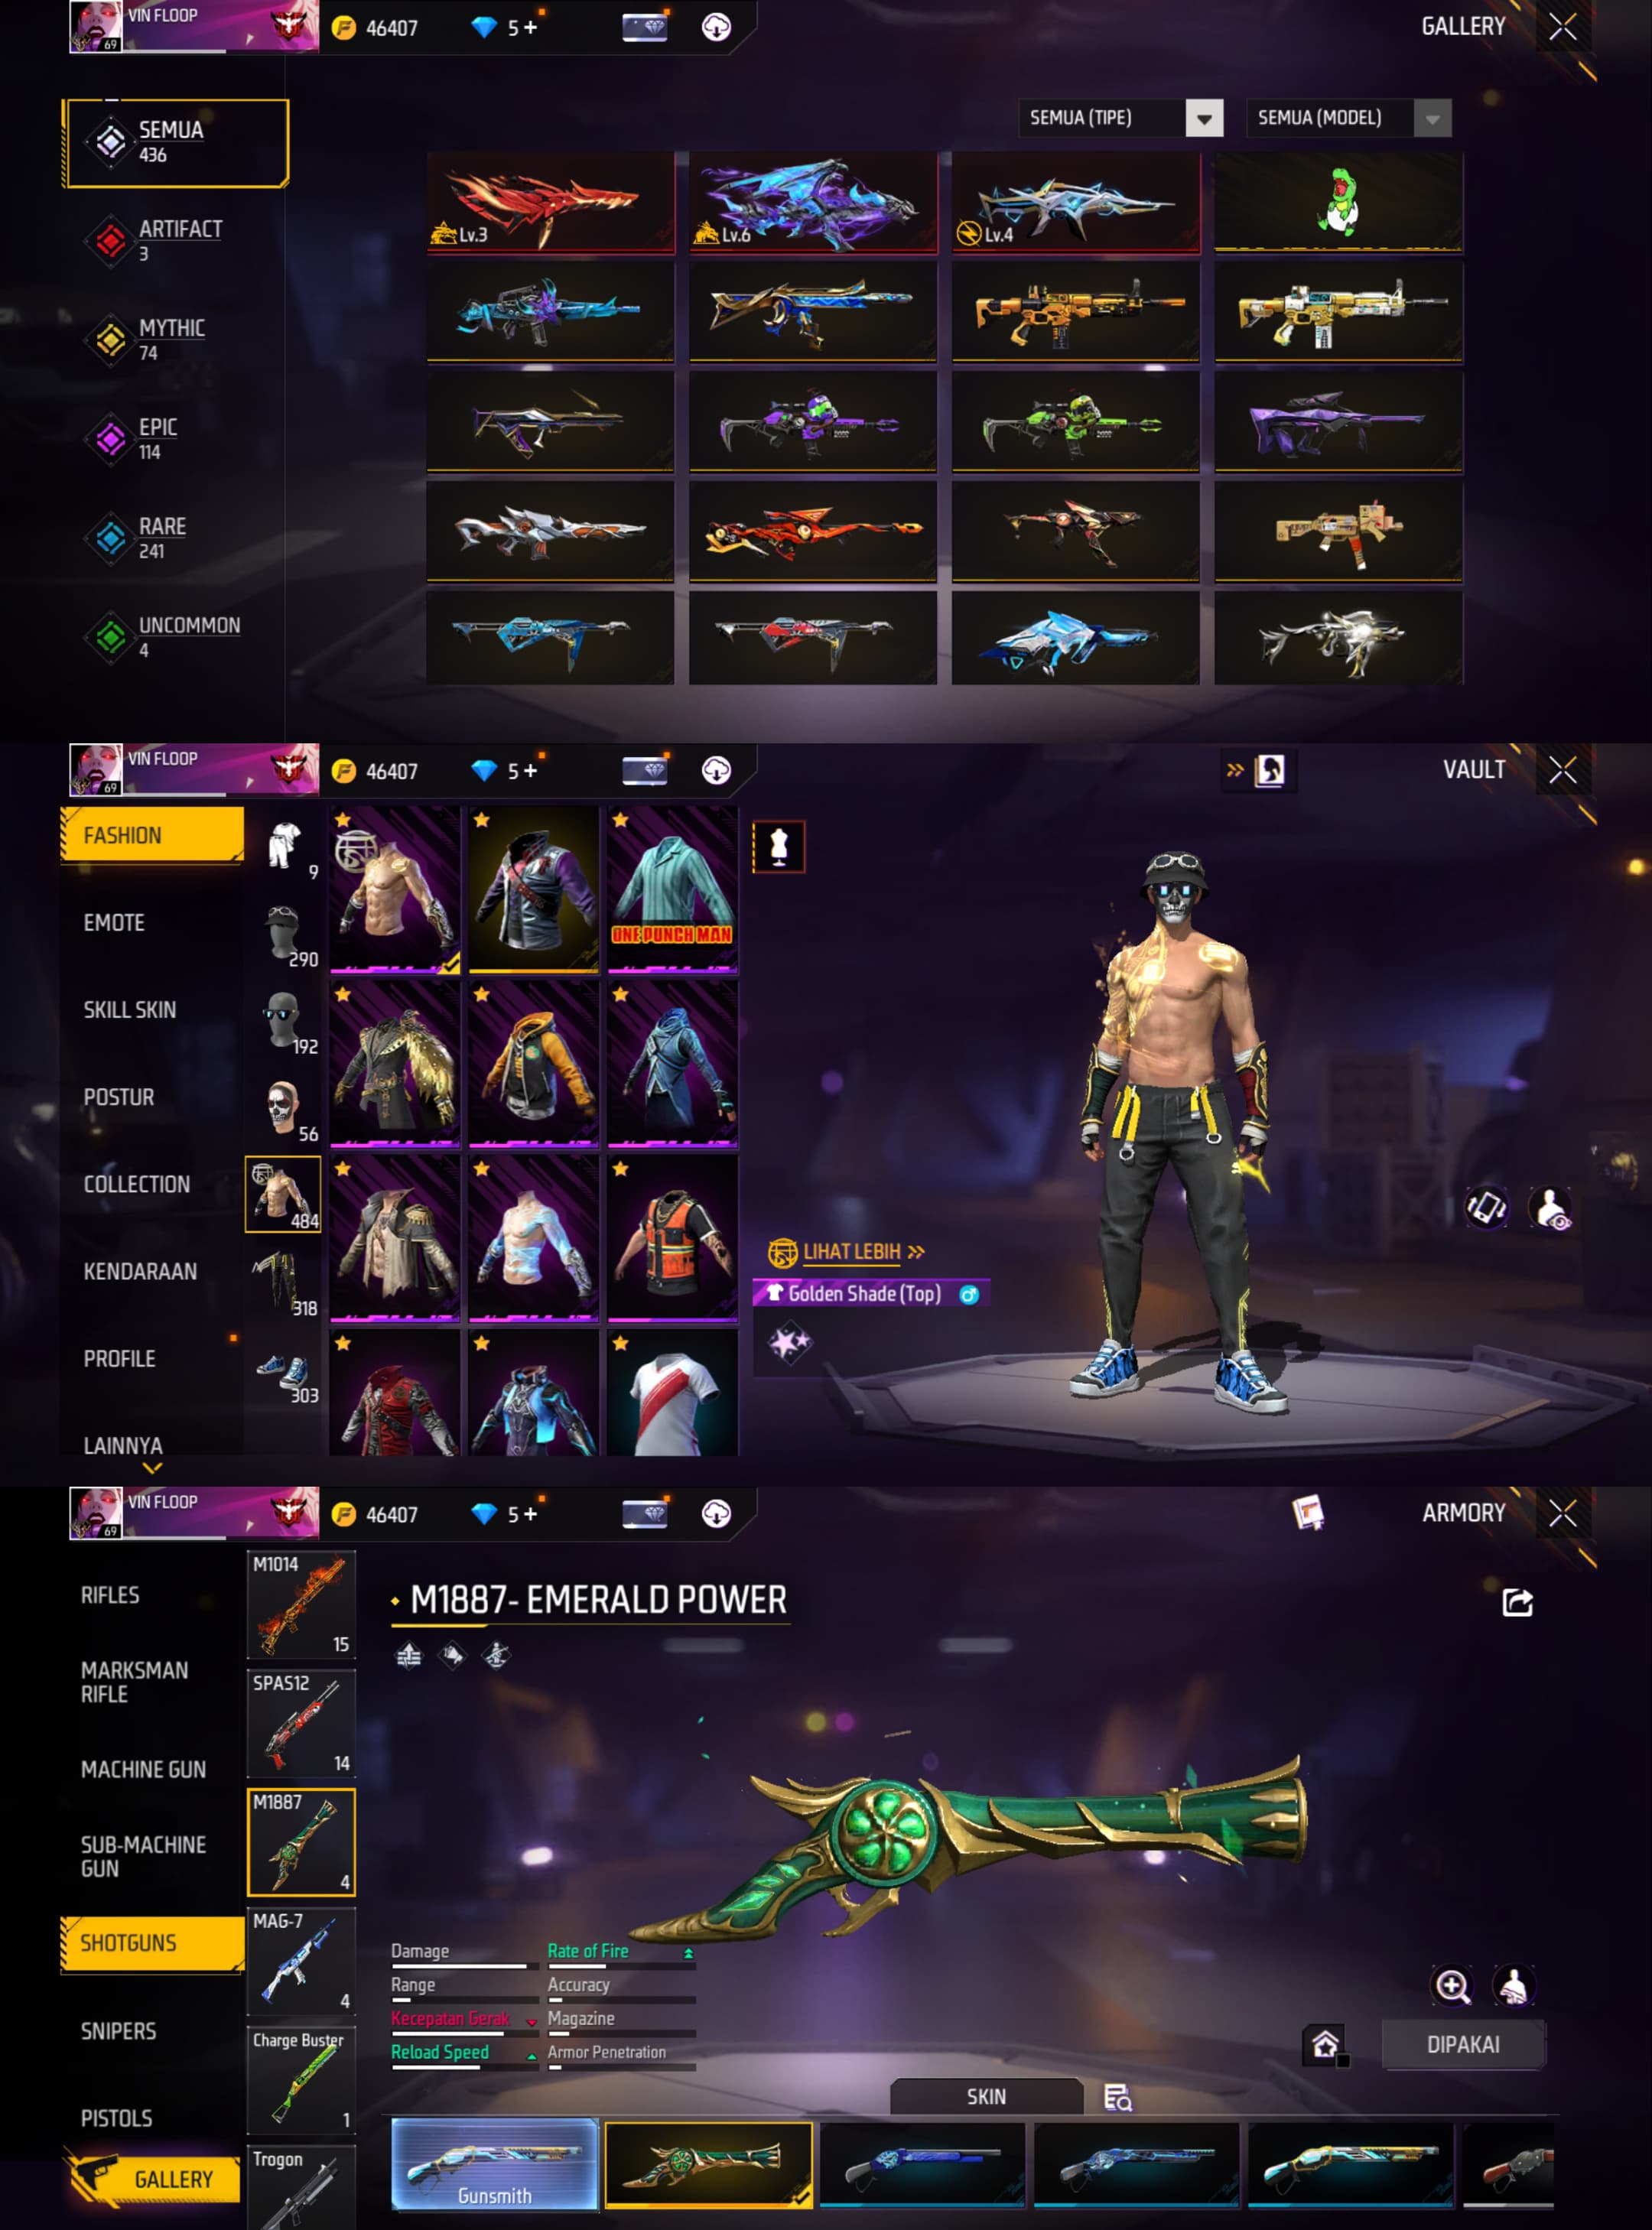 VIN FLOOP
69
46407
5 +
GALLERY
SEMUA
436
SEMUA (TIPE)
SEMUA (MODEL)
ARTIFACT
3
MYTHIC
74
EPIC
114
RARE
241
UNCOMMON
4
Lv.3
Lv.6
Lv.4
VIN FLOOP
69
46407
5 +
VAULT
FASHION
EMOTE
SKILL SKIN
POSTUR
COLLECTION
KENDARAAN
PROFILE
LAINNYA
9
290
192
56
484
318
303
ONE PUNCH MAN
LIHAT LEBIH
Golden Shade (Top)
VIN FLOOP
69
46407
5 +
ARMORY
RIFLES
MARKSMAN
RIFLE
MACHINE GUN
SUB-MACHINE
GUN
SHOTGUNS
SNIPERS
PISTOLS
GALLERY
M1014
15
SPAS12
14
M1887
4
MAG-7
4
Charge Buster
1
Trogon
M1887- EMERALD POWER
Damage
Rate of Fire
Range
Accuracy
Kecepatan Gerak
Magazine
Reload Speed
Armor Penetration
DIPAKAI
SKIN
Gunsmith